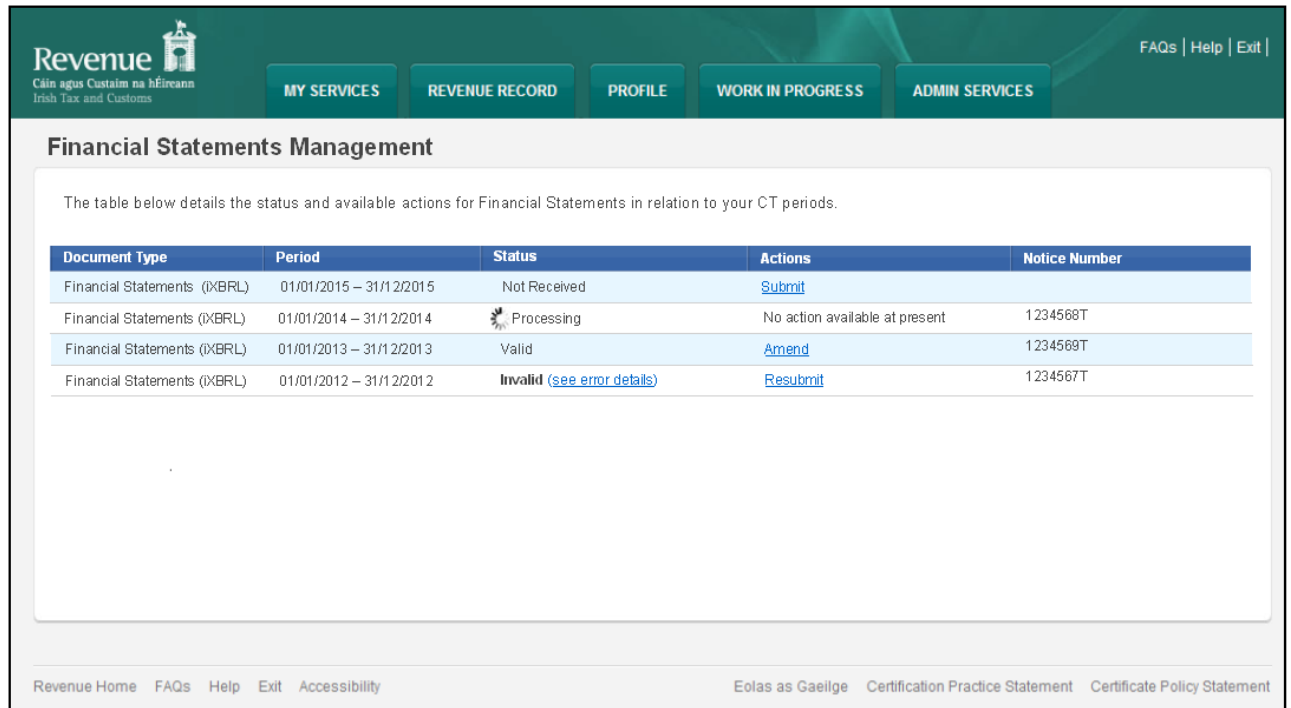 Revenue
Cáin agus Custaim na hÉireann
Irish Tax and Customs
FAQs | Help | Exit |
MY SERVICES REVENUE RECORD PROFILE WORK IN PROGRESS ADMIN SERVICES
Financial Statements Management
The table below details the status and available actions for Financial Statements in relation to your CT periods.
Document Type Period Status Actions Notice Number
Financial Statements (iXBRL) 01/01/2015 – 31/12/2015 Not Received Submit
Financial Statements (iXBRL) 01/01/2014 – 31/12/2014 Processing No action available at present 1234568T
Financial Statements (iXBRL) 01/01/2013 – 31/12/2013 Valid Amend 1234569T
Financial Statements (iXBRL) 01/01/2012 – 31/12/2012 Invalid (see error details) Resubmit 1234567T
Revenue Home FAQs Help Exit Accessibility Eolas as Gaeilge Certification Practice Statement Certificate Policy Statement